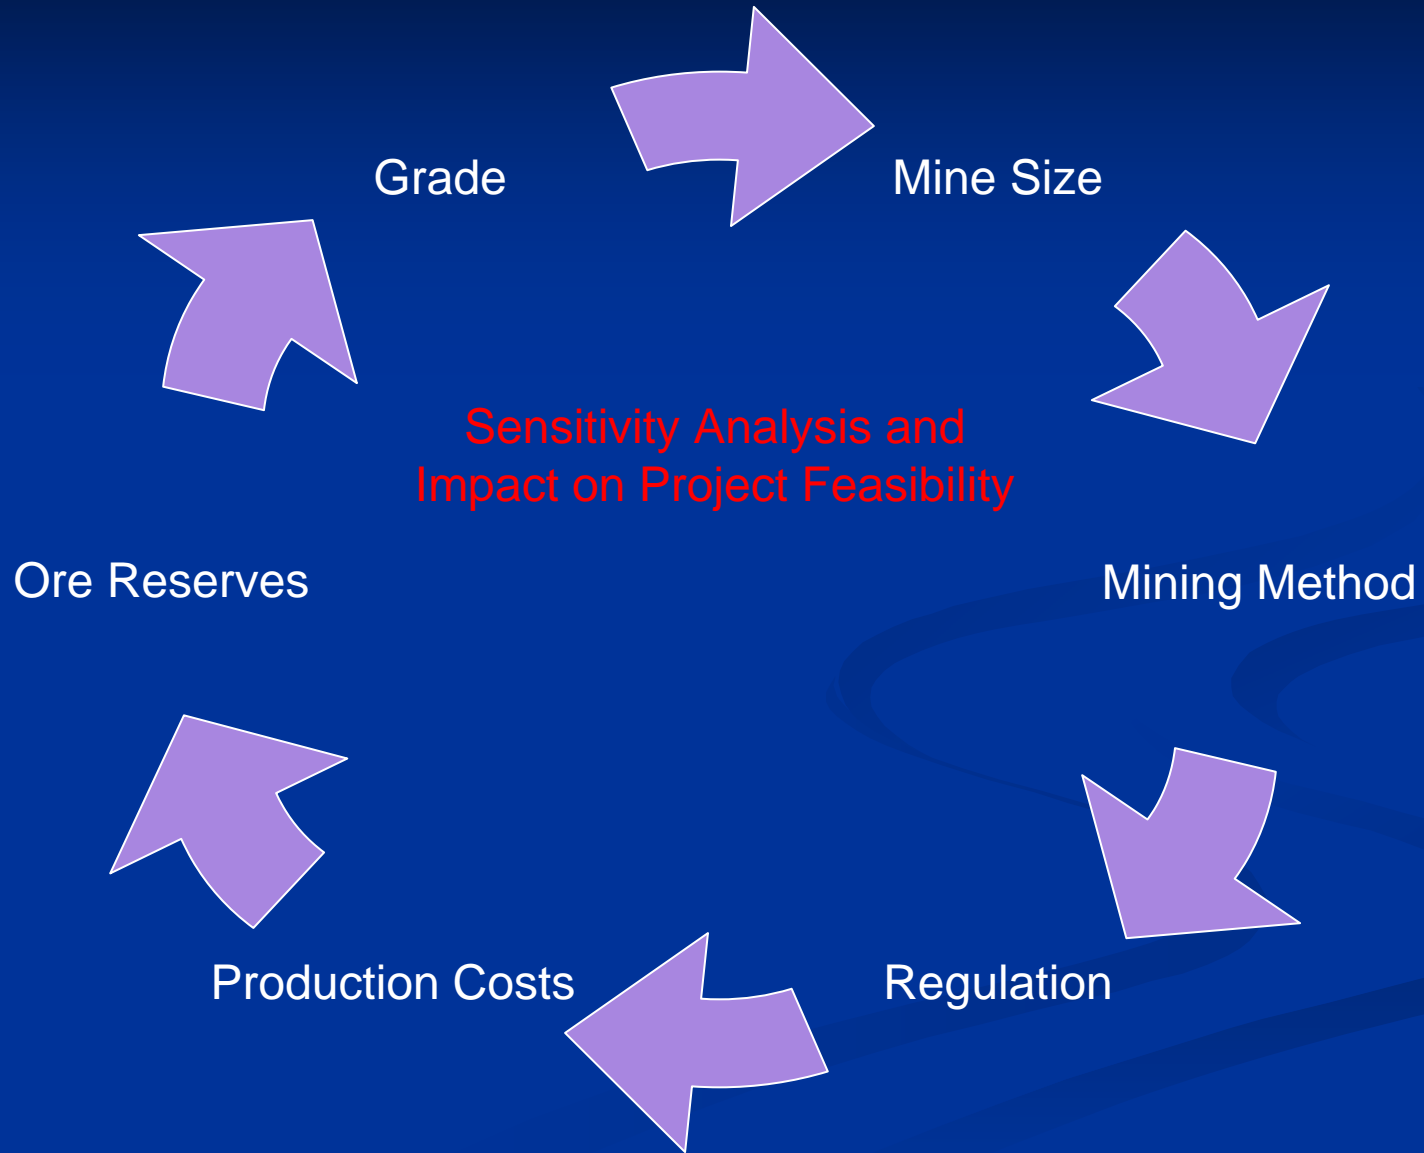 Grade
Mine Size
Sensitivity Analysis and
Impact on Project Feasibility
Ore Reserves
Mining Method
Production Costs
Regulation